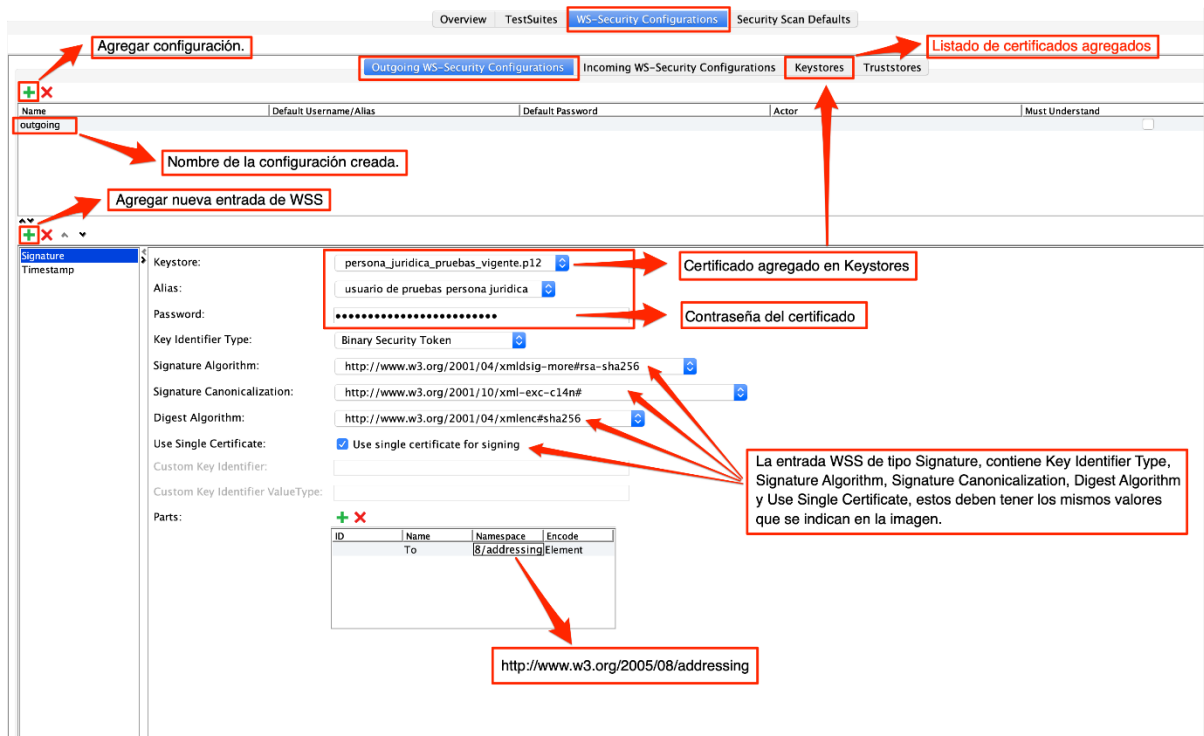 Overview TestSuites WS-Security Configurations Security Scan Defaults
Agregar configuración.
Listado de certificados agregados
Outgoing WS-Security Configurations Incoming WS-Security Configurations Keystores Truststores
Name Default Username/Alias Default Password Actor Must Understand
outgoing
Nombre de la configuración creada.
Agregar nueva entrada de WSS
Signature
Timestamp
Keystore: persona_juridica_pruebas_vigente.p12
Certificado agregado en Keystores
Alias: usuario de pruebas persona juridica
Password: ••••••••••••••••••••••••••
Contraseña del certificado
Key Identifier Type: Binary Security Token
Signature Algorithm: http://www.w3.org/2001/04/xmldsig-more#rsa-sha256
Signature Canonicalization: http://www.w3.org/2001/10/xml-exc-c14n#
Digest Algorithm: http://www.w3.org/2001/04/xmlenc#sha256
Use Single Certificate: Use single certificate for signing
Custom Key Identifier:
Custom Key Identifier ValueType:
La entrada WSS de tipo Signature, contiene Key Identifier Type,
Signature Algorithm, Signature Canonicalization, Digest Algorithm
y Use Single Certificate, estos deben tener los mismos valores
que se indican en la imagen.
Parts:
ID Name Namespace Encode
To 8/addressing Element
http://www.w3.org/2005/08/addressing